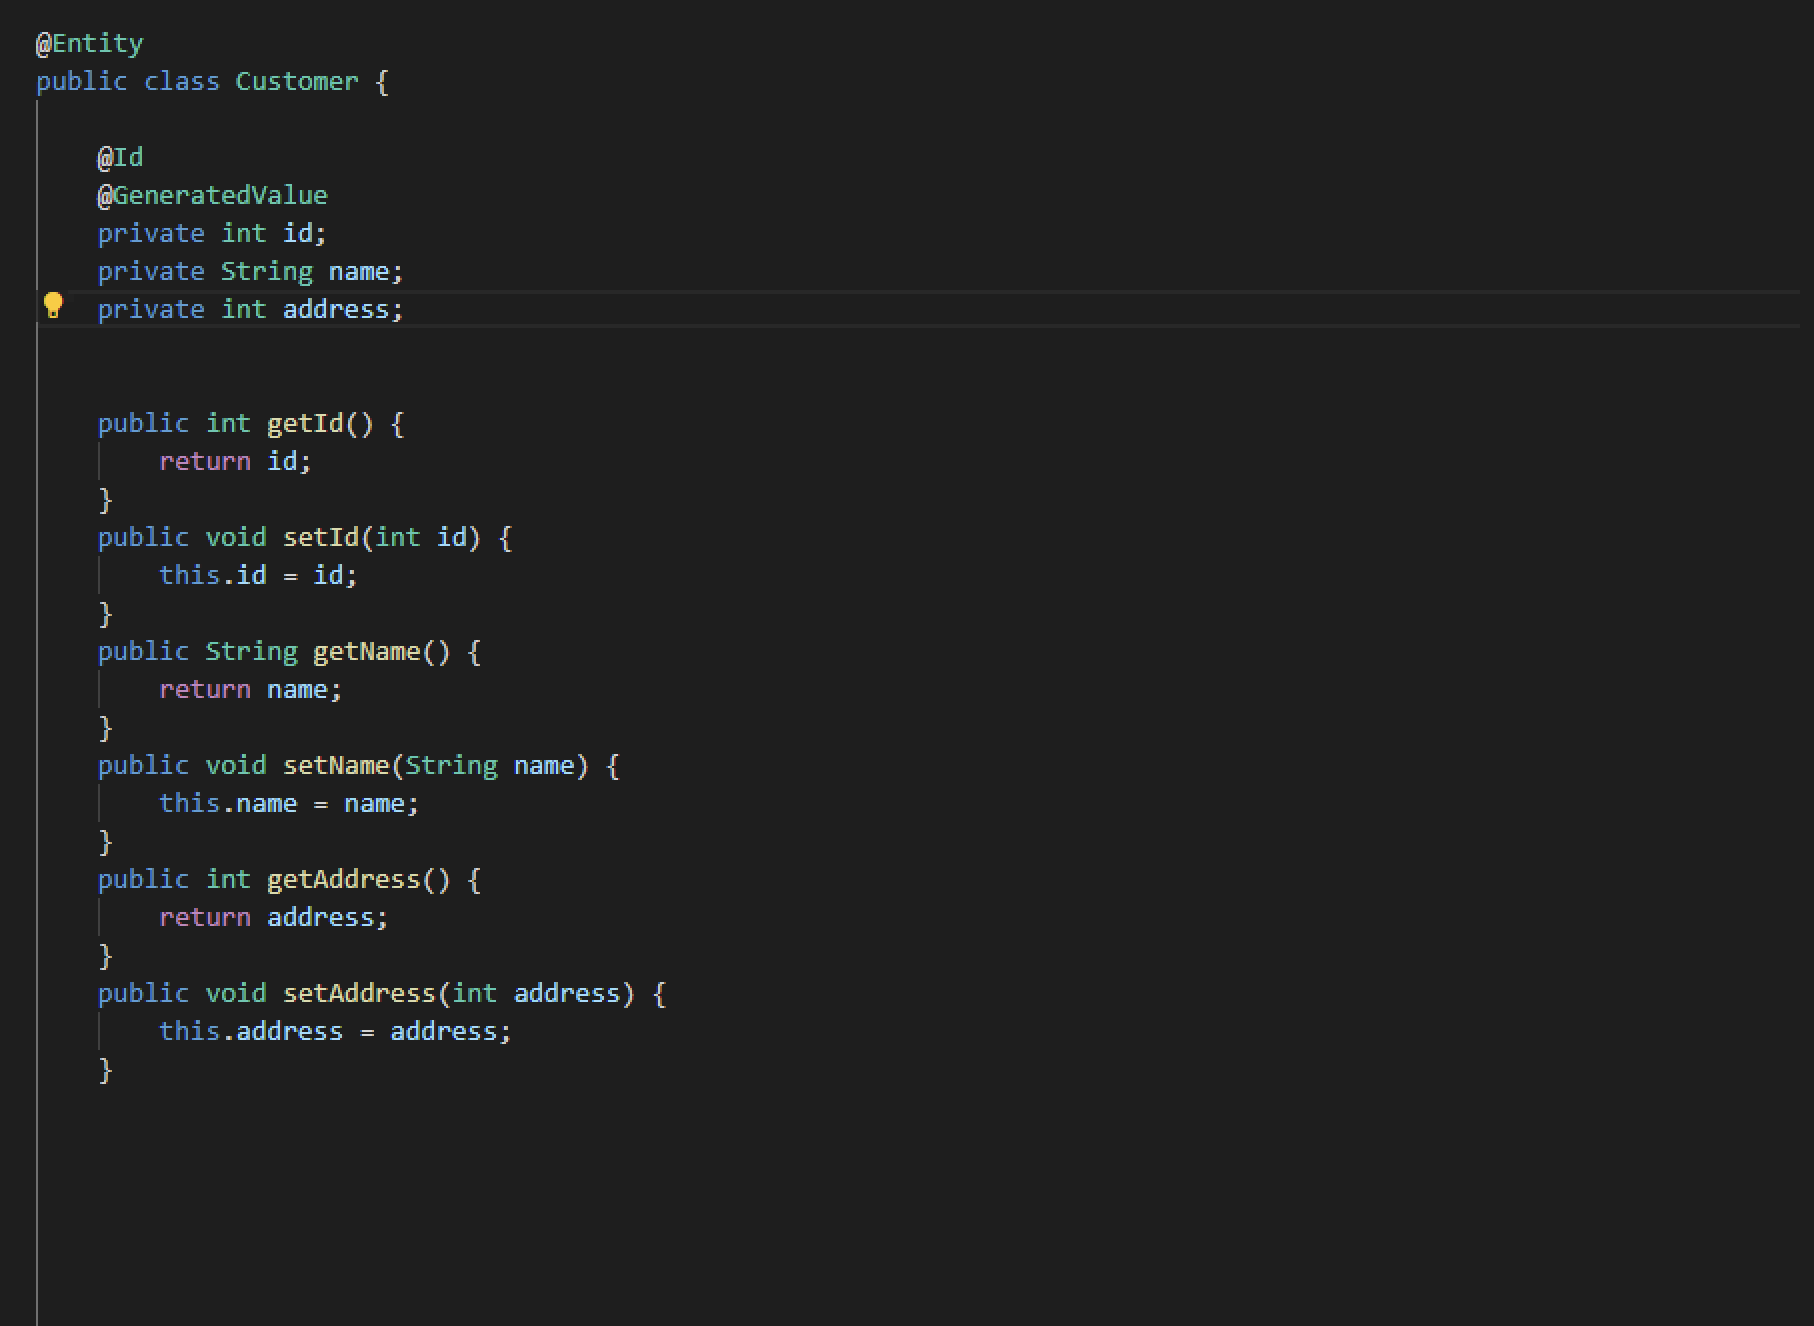 @Entity
public class Customer {
@Id
@GeneratedValue
private int id;
private String name;
private int address;
public int getId() {
return id;
}
public void setId(int id) {
this.id = id;
}
public String getName() {
return name;
}
public void setName(String name) {
this.name = name;
}
public int getAddress() {
return address;
}
public void setAddress(int address) {
this.address = address;
}